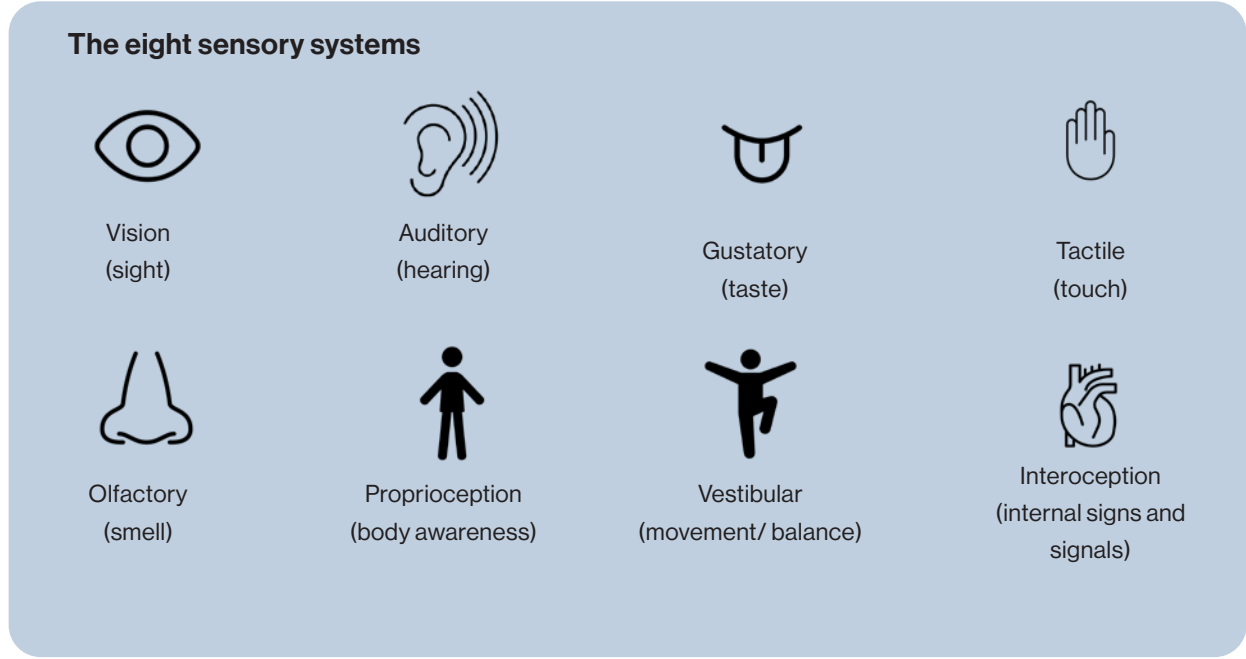 The eight sensory systems
Vision
(sight)
Auditory
(hearing)
Gustatory
(taste)
Tactile
(touch)
Olfactory
(smell)
Proprioception
(body awareness)
Vestibular
(movement/ balance)
Interoception
(internal signs and
signals)